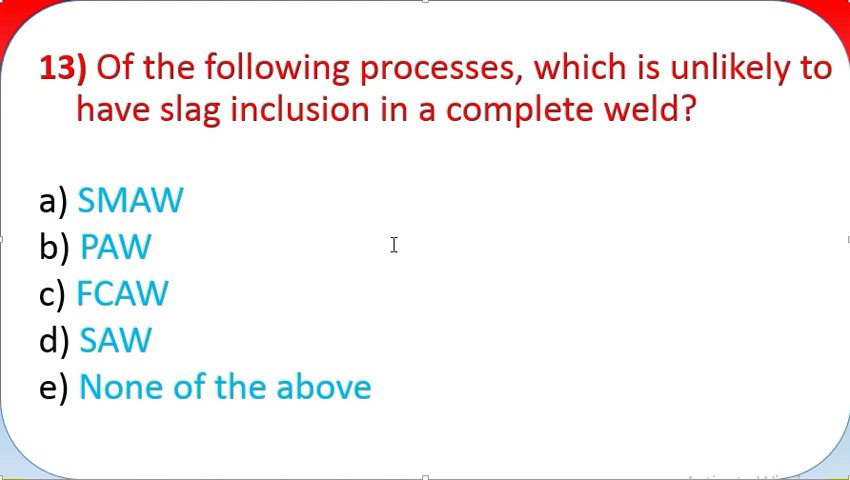 13) Of the following processes, which is unlikely to
have slag inclusion in a complete weld?
a) SMAW
b) PAW
c) FCAW
d) SAW
e) None of the above